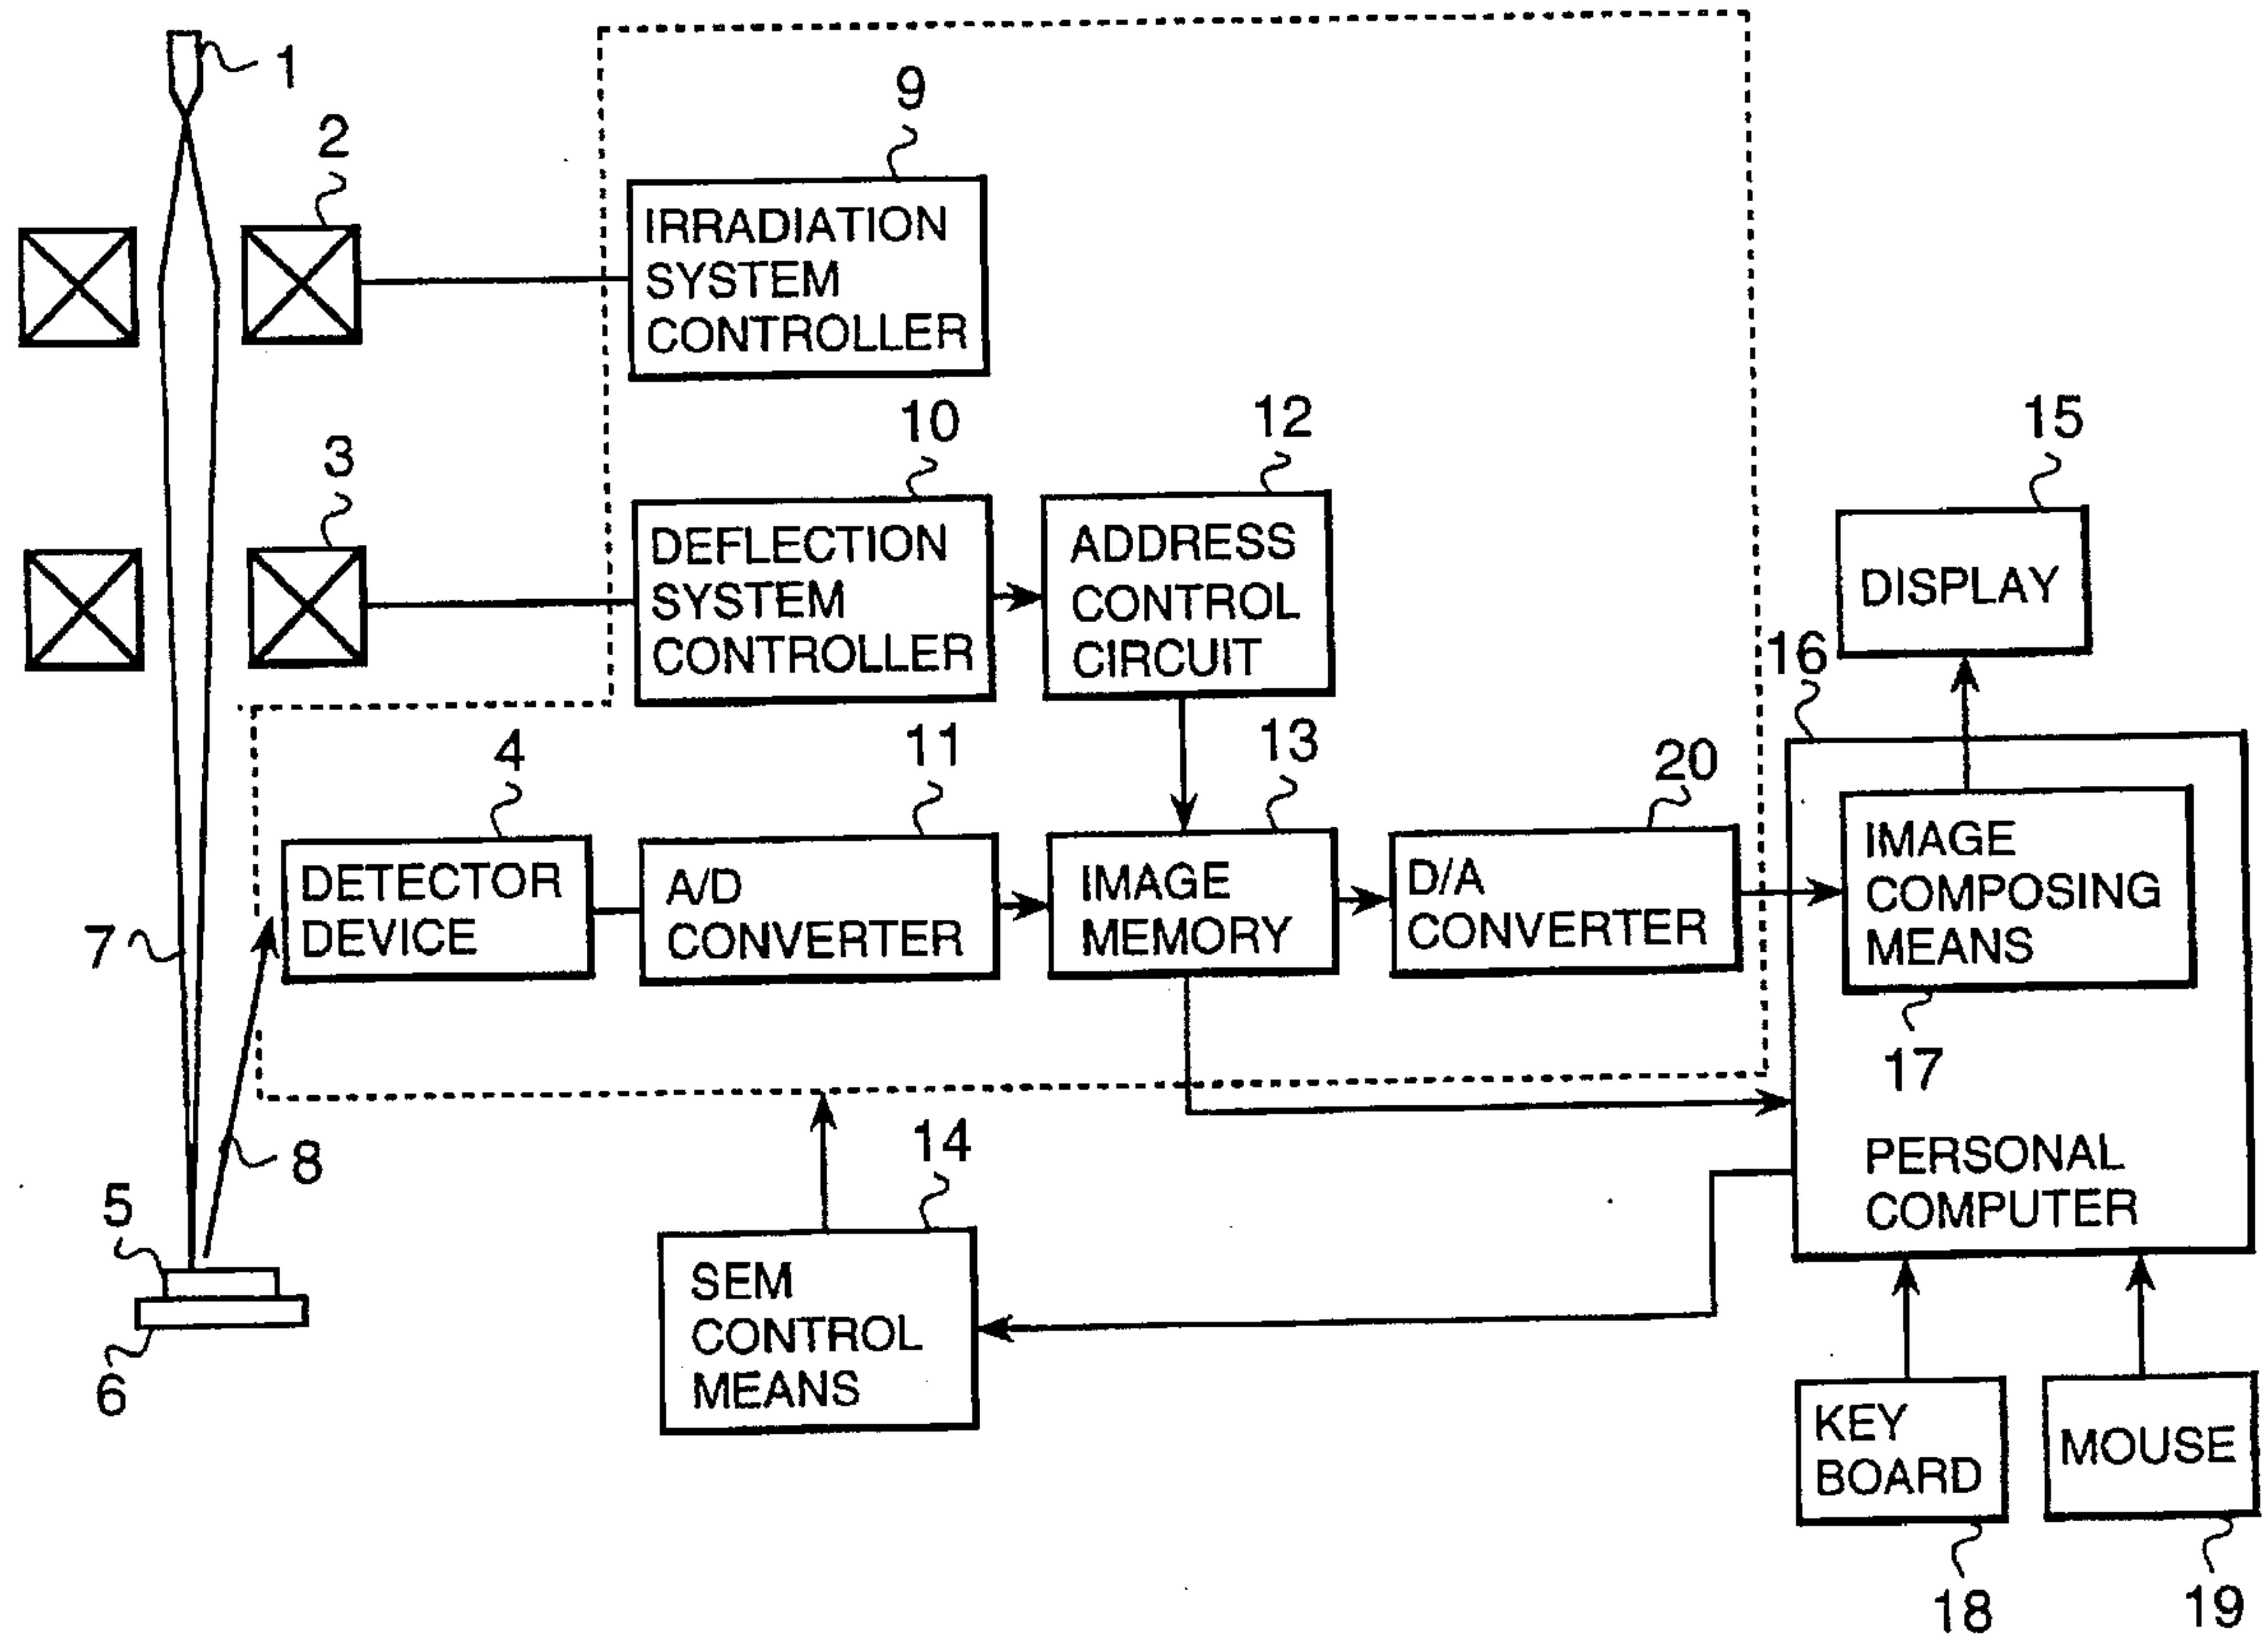 1
2
9
IRRADIATION
SYSTEM
CONTROLLER
3
10
DEFLECTION
SYSTEM
CONTROLLER
12
ADDRESS
CONTROL
CIRCUIT
15
DISPLAY
16
4
DETECTOR
DEVICE
11
A/D
CONVERTER
13
IMAGE
MEMORY
20
D/A
CONVERTER
IMAGE
COMPOSING
MEANS
17
PERSONAL
COMPUTER
7
8
5
6
14
SEM
CONTROL
MEANS
KEY
BOARD
18
MOUSE
19